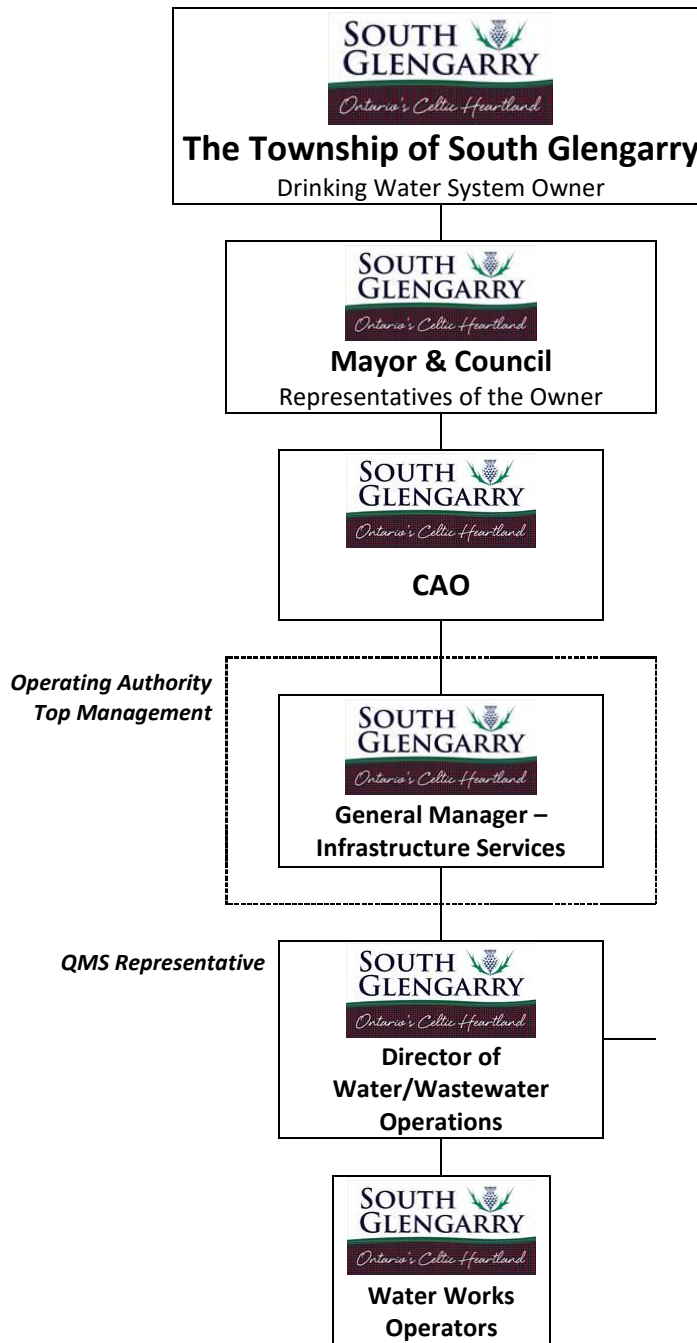 SOUTH
GLENGARRY
Ontario's Celtic Heartland
The Township of South Glengarry
Drinking Water System Owner
SOUTH
GLENGARRY
Ontario's Celtic Heartland
Mayor & Council
Representatives of the Owner
SOUTH
GLENGARRY
Ontario's Celtic Heartland
CAO
Operating Authority
Top Management
SOUTH
GLENGARRY
Ontario's Celtic Heartland
General Manager –
Infrastructure Services
QMS Representative
SOUTH
GLENGARRY
Ontario's Celtic Heartland
Director of
Water/Wastewater
Operations
SOUTH
GLENGARRY
Ontario's Celtic Heartland
Water Works
Operators